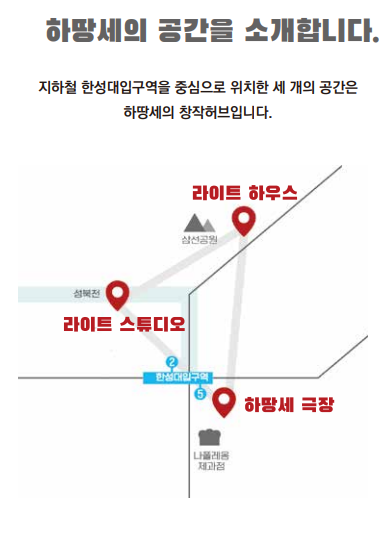 하땅세의 공간을 소개합니다.
지하철 한성대입구역을 중심으로 위치한 세 개의 공간은
하땅세의 창작허브입니다.
라이트 하우스
삼선공원
성북천
라이트 스튜디오
2
한성대입구역
5
하땅세 극장
나폴레옹
제과점